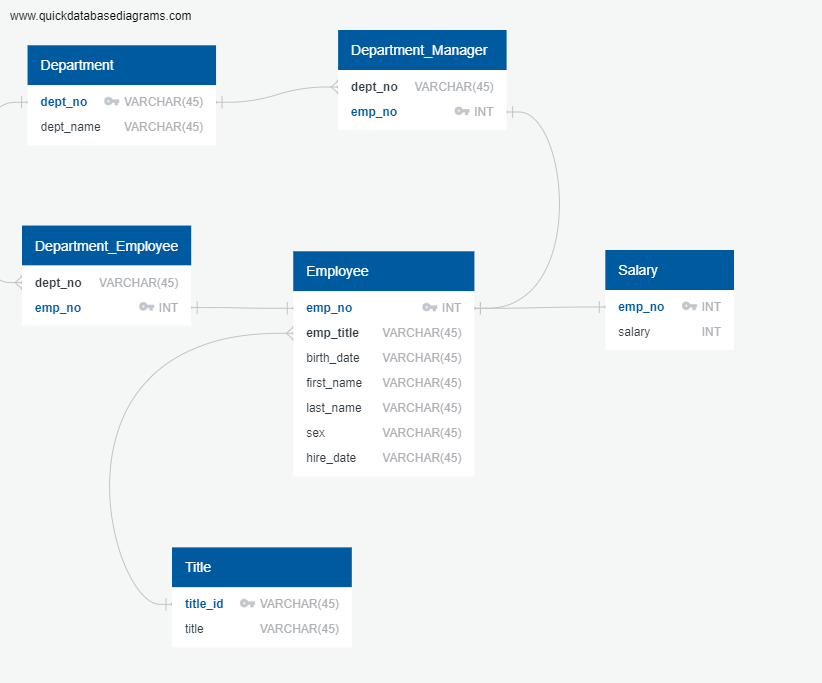 www.quickdatabasediagrams.com
Department
dept_no VARCHAR(45)
dept_name VARCHAR(45)
Department_Manager
dept_no VARCHAR(45)
emp_no INT
Department_Employee
dept_no VARCHAR(45)
emp_no INT
Employee
emp_no INT
emp_title VARCHAR(45)
birth_date VARCHAR(45)
first_name VARCHAR(45)
last_name VARCHAR(45)
sex VARCHAR(45)
hire_date VARCHAR(45)
Salary
emp_no INT
salary INT
Title
title_id VARCHAR(45)
title VARCHAR(45)